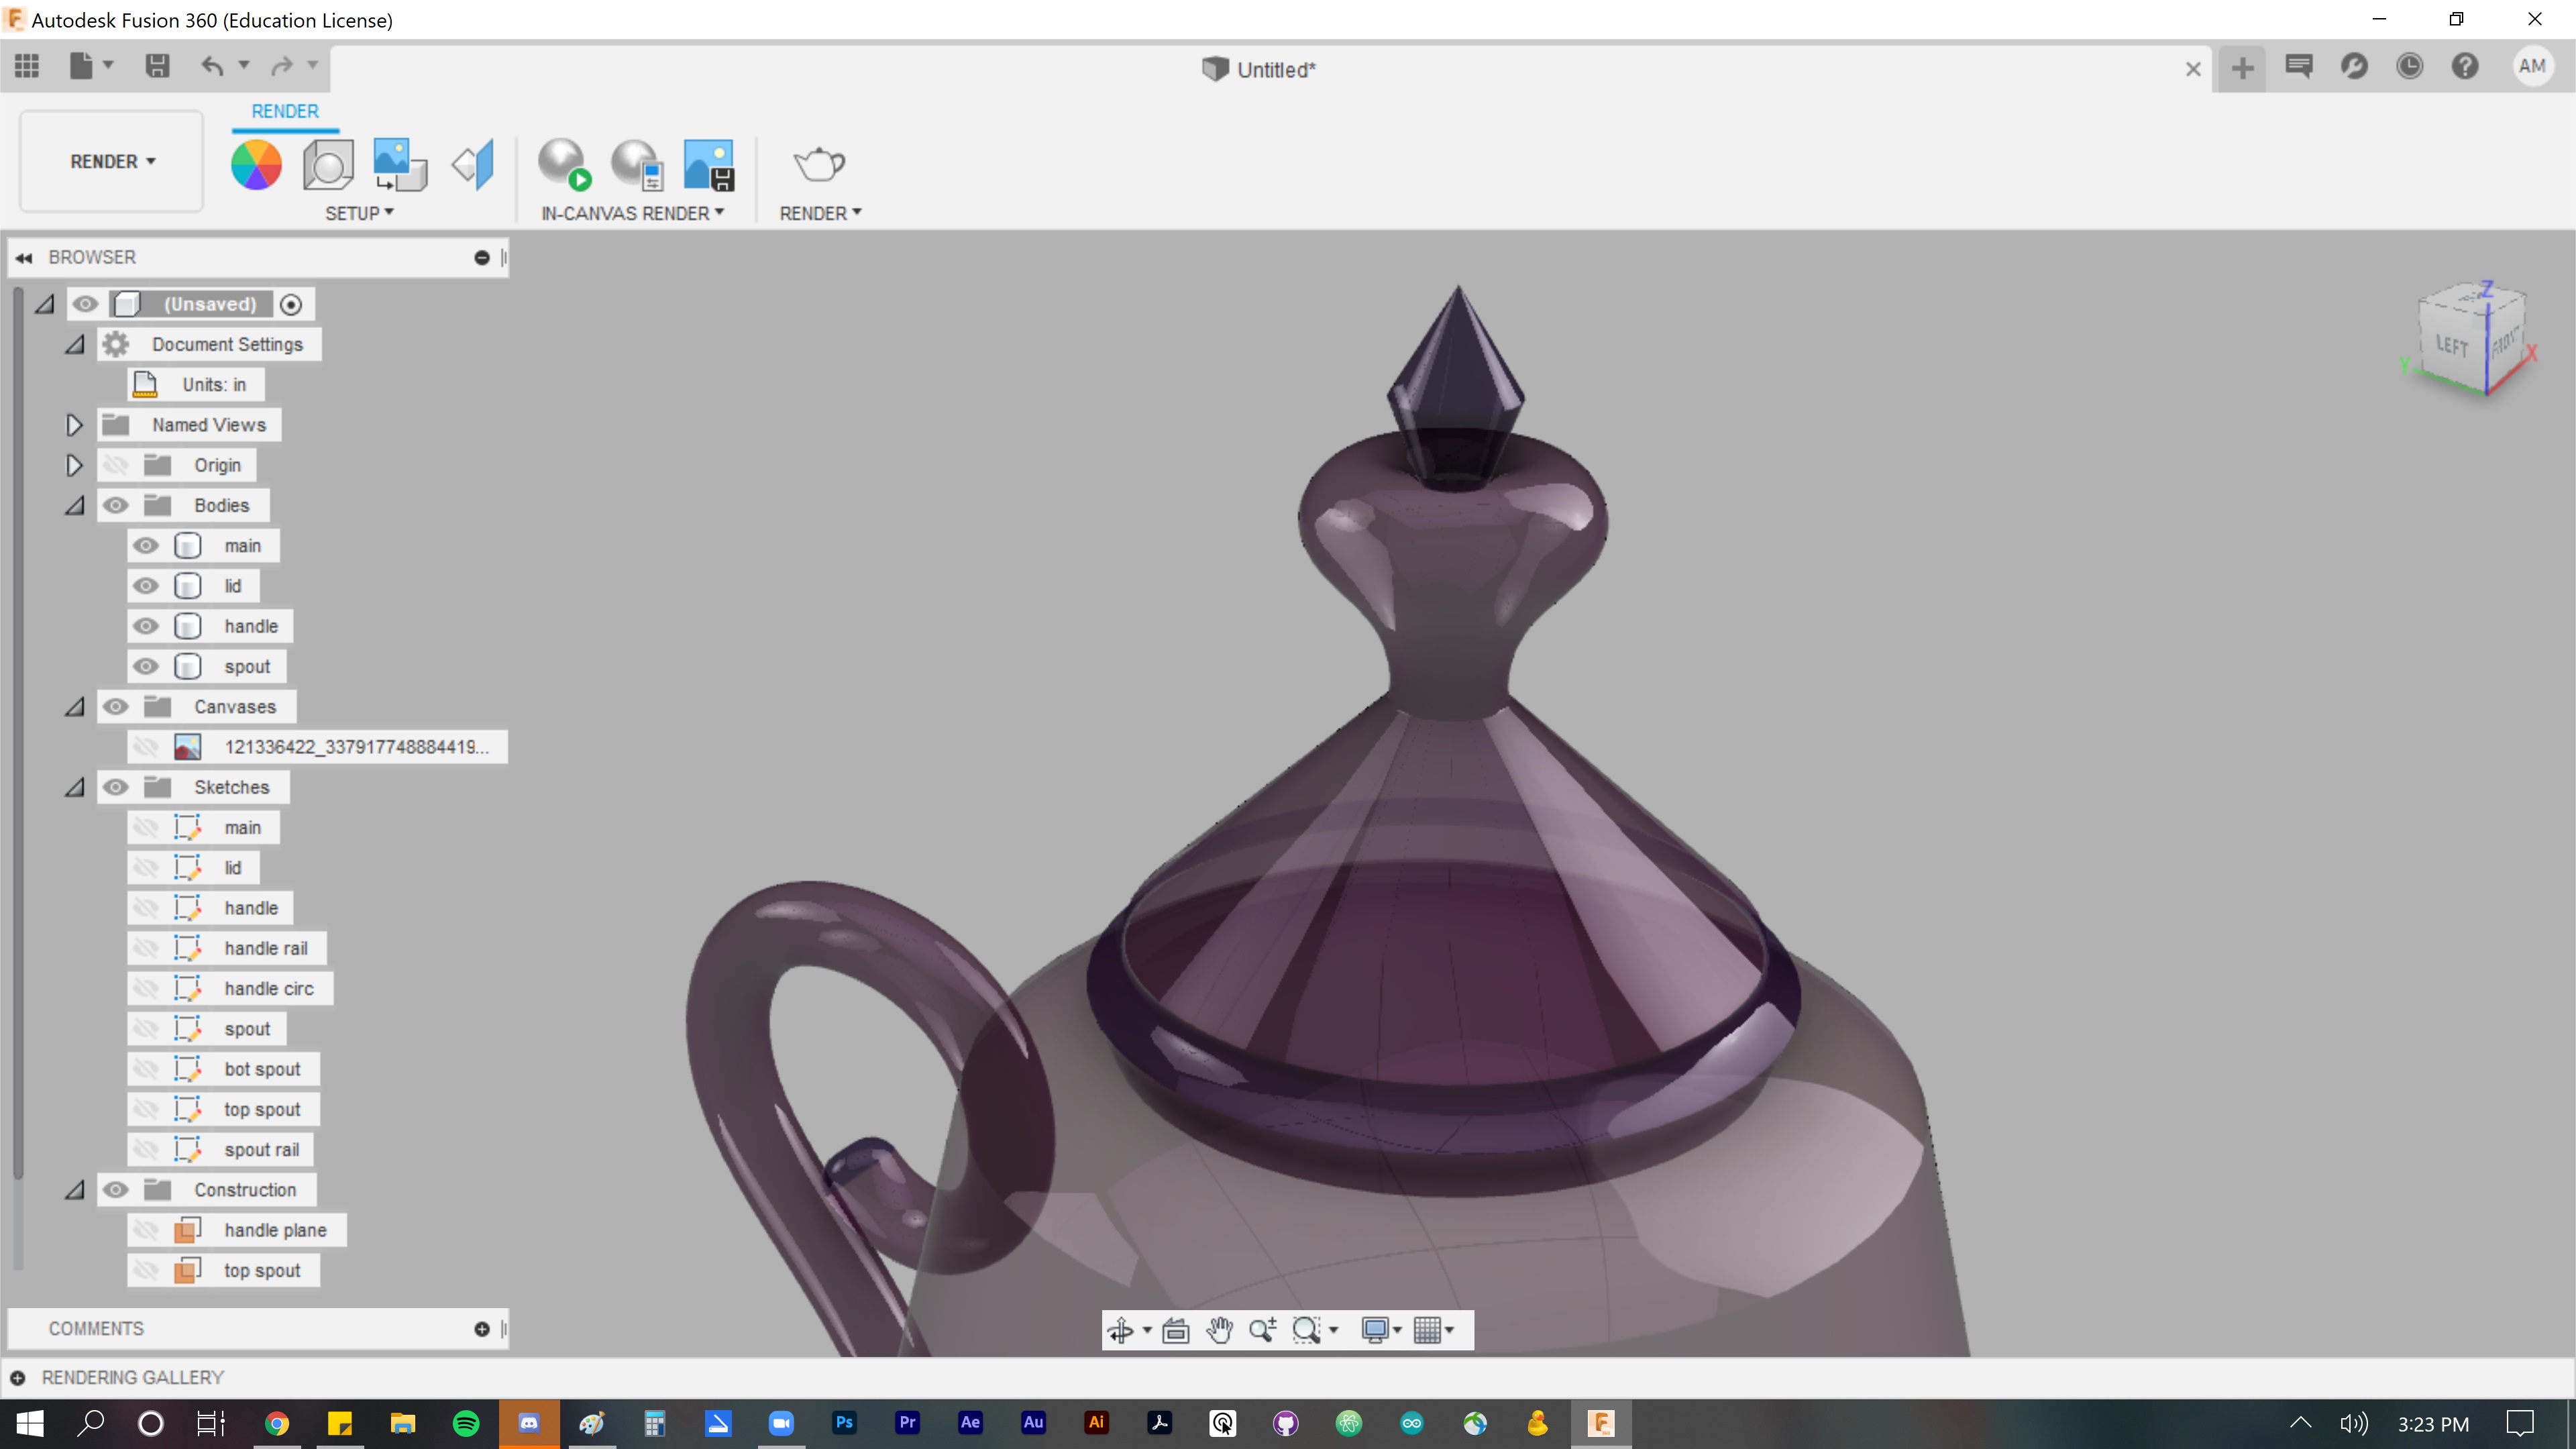 Autodesk Fusion 360 (Education License)
Untitled*
AM
RENDER
RENDER
SETUP
IN-CANVAS RENDER
RENDER
BROWSER
(Unsaved)
Document Settings
Units: in
Named Views
Origin
Bodies
main
lid
handle
spout
Canvases
121336422_337917748884419...
Sketches
main
lid
handle
handle rail
handle circ
spout
bot spout
top spout
spout rail
Construction
handle plane
top spout
Z
LEFT
FRONT
Y
X
COMMENTS
RENDERING GALLERY
Ps
Pr
Ae
Au
Ai
3:23 PM